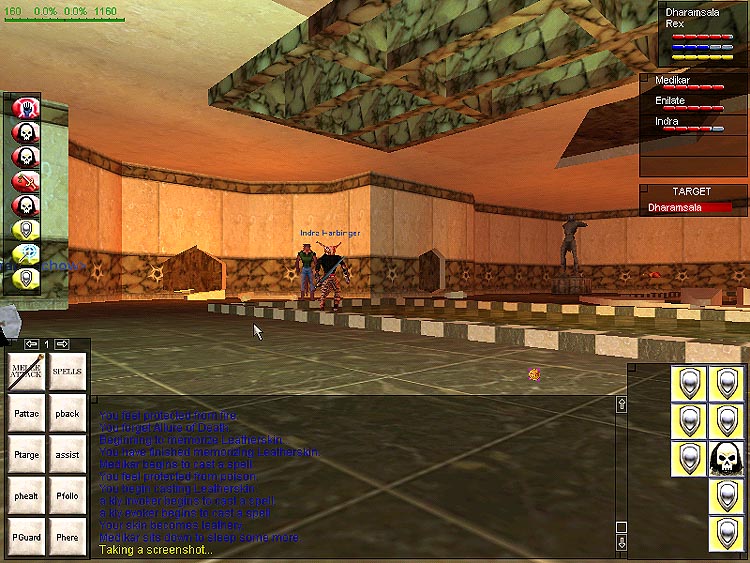 160 0.0% 0.0% 1160
Dharamsala
Rex
Medikar
Enilate
Indra
TARGET
Dharamsala
Indra Harbinger
1
MELEE ATTACK
SPELLS
Pattac
pback
Ptarge
assist
phealt
Pfollo
PGuard
Phere
You feel protected from fire.
You forget Allure of Death.
Beginning to memorize Leatherskin
You have finished memorizing Leatherskin.
Medikar begins to cast a spell.
You feel protected from poison.
You begin casting Leatherskin.
a kly invoker begins to cast a spell.
a kly evoker begins to cast a spell.
Your skin becomes leathery.
Medikar sits down to sleep some more.
Taking a screenshot...